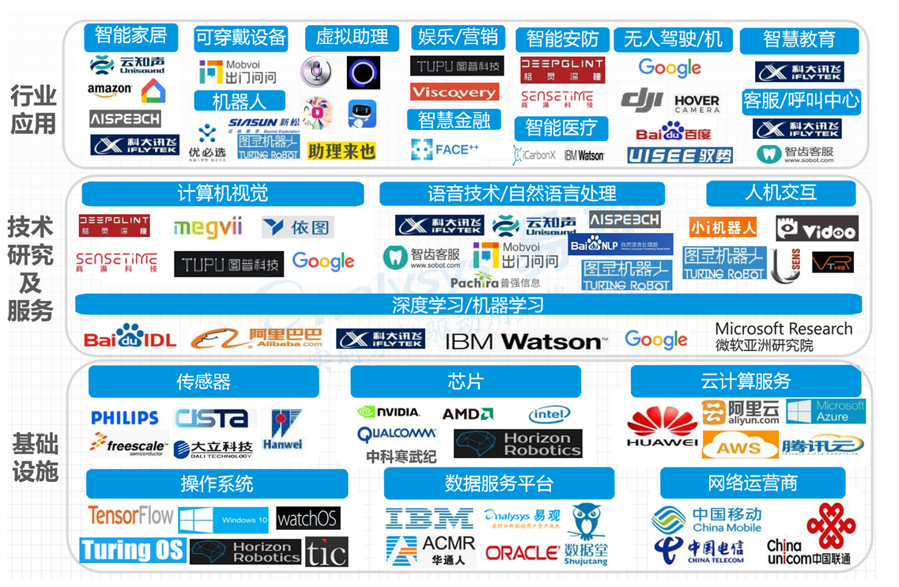 行业
应用
智能家居
云知声
Unisound
amazon
AISPEECH
科大讯飞
IFLYTEK
可穿戴设备
Mobvoi
出门问问
机器人
优必选
SIASUN 新松
图灵机器人
TURING ROBOT
虚拟助理
助理来也
娱乐/营销
TUPU 图普科技
Viscovery
智慧金融
FACE++
智能安防
DEEPGLINT
格灵深瞳
SENSETIME
商汤科技
智能医疗
iCarbonX
IBM Watson
无人驾驶/机
Google
dji
HOVER
CAMERA
Baidu百度
UISEE 驭势
智慧教育
科大讯飞
IFLYTEK
客服/呼叫中心
科大讯飞
IFLYTEK
智齿客服
www.sobot.com
技术
研究
及
服务
计算机视觉
DEEPGLINT
格灵深瞳
megvii
依图
SENSETIME
商汤科技
TUPU 图普科技
Google
语音技术/自然语言处理
科大讯飞
IFLYTEK
云知声
Unisound
AISPEECH
智齿客服
www.sobot.com
Mobvoi
出门问问
Baidu NLP
图灵机器人
TURING ROBOT
Pachira普强信息
人机交互
小i机器人
Vidoo
图灵机器人
TURING ROBOT
USENS
深度学习/机器学习
Baidu IDL
阿里巴巴
Alibaba.com
科大讯飞
IFLYTEK
IBM Watson™
Google
Microsoft Research
微软亚洲研究院
基础
设施
传感器
PHILIPS
CISTA
Hanwei
freescale™
semiconductor
大立科技
DALI TECHNOLOGY
芯片
NVIDIA.
AMD
intel
QUALCOMM
中科寒武纪
Horizon
Robotics
云计算服务
HUAWEI
阿里云
aliyun.com
Microsoft
Azure
AWS
腾讯云
操作系统
TensorFlow
Windows 10
watchOS
Turing OS
Horizon
Robotics
tic
数据服务平台
IBM
Analysys 易观
ACMR
华通人
ORACLE
数据堂
Shujutang
网络运营商
中国移动
China Mobile
中国电信
CHINA TELECOM
China
unicom中国联通